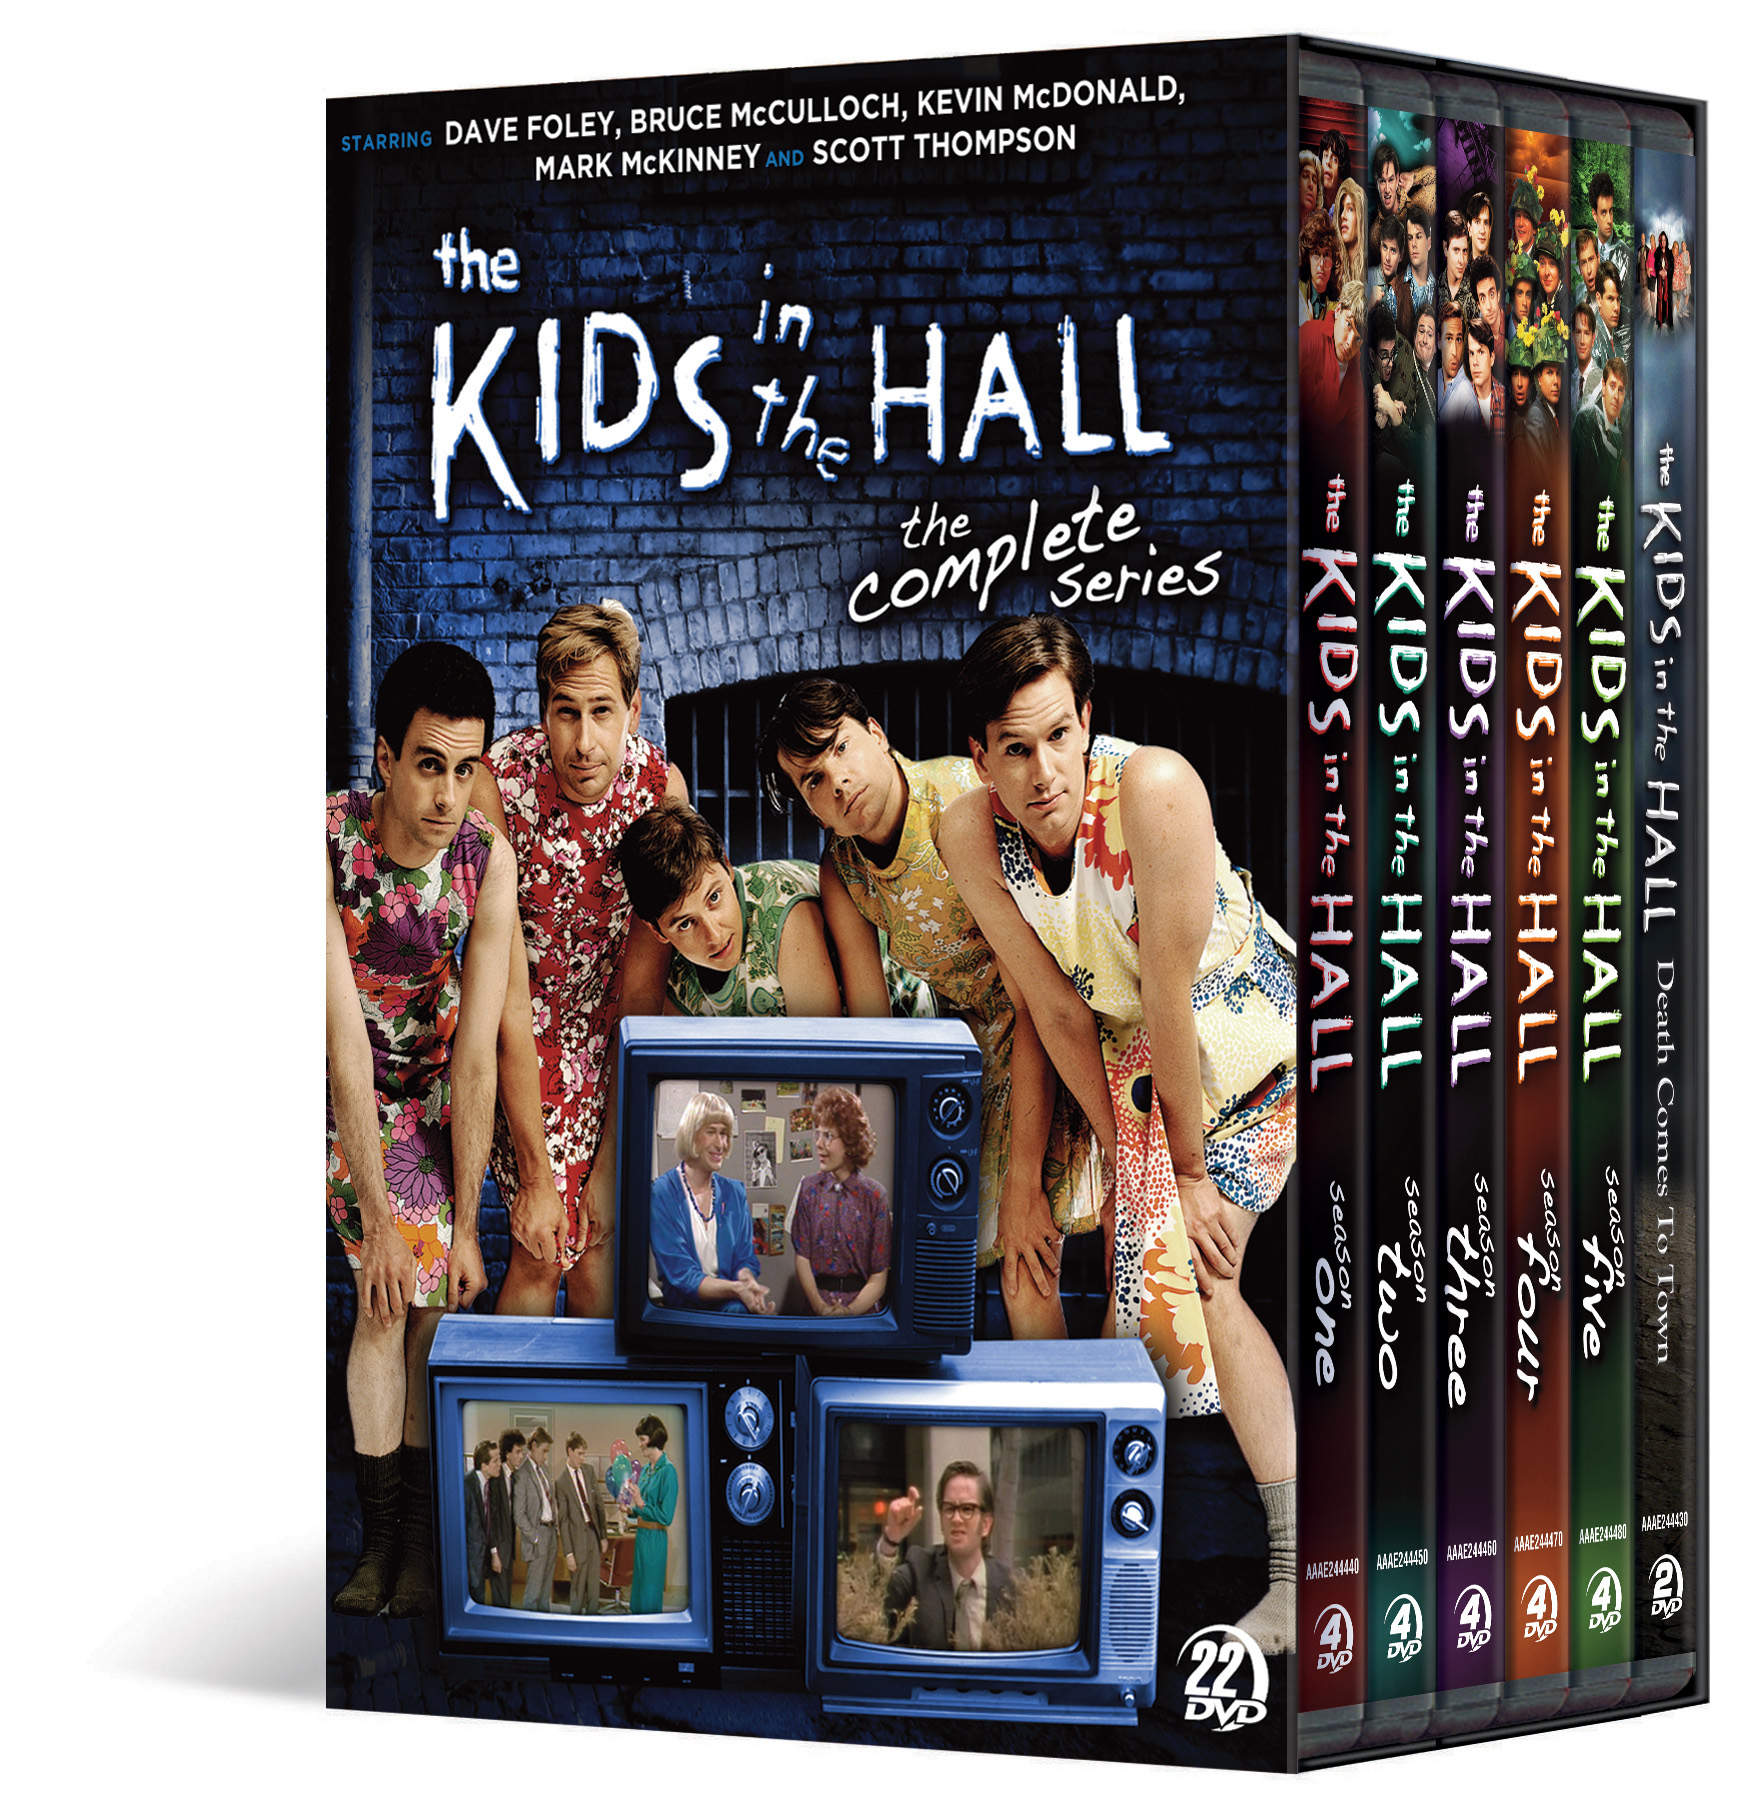 STARRING DAVE FOLEY, BRUCE McCULLOCH, KEVIN McDONALD,
MARK McKINNEY AND SCOTT THOMPSON
the
KIDS in the HALL
the
complete
series
22
DVD
the KIDS in the HALL
season one
AAAE244440
4
DVD
the KIDS in the HALL
season two
AAAE244450
4
DVD
the KIDS in the HALL
season three
AAAE244460
4
DVD
the KIDS in the HALL
season four
AAAE244470
4
DVD
the KIDS in the HALL
season five
AAAE244480
4
DVD
the KIDS in the HALL Death Comes To Town
AAAE244430
2
DVD